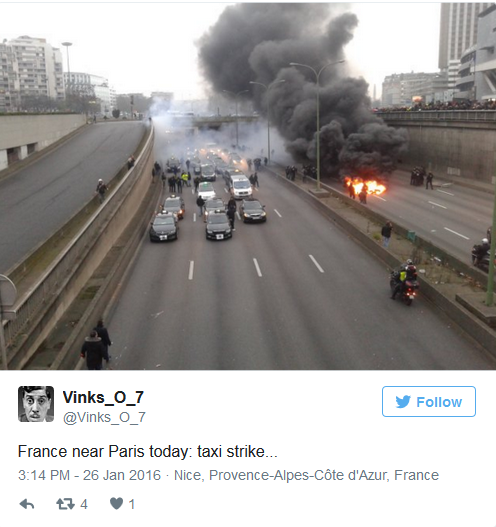 Vinks_O_7
@Vinks_O_7
Follow
France near Paris today: taxi strike...
3:14 PM - 26 Jan 2016 · Nice, Provence-Alpes-Côte d'Azur, France
4
1